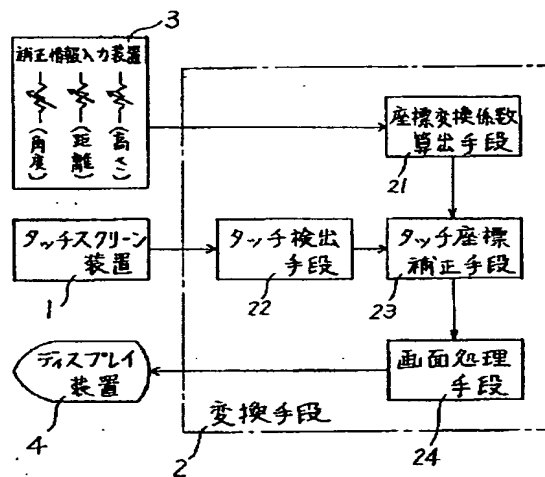 3
補正情報入力装置
(角度)
(距離)
(高さ)
座標変換係数
算出手段
21
タッチスクリーン
装置
1
タッチ検出
手段
22
タッチ座標
補正手段
23
ディスプレイ
装置
4
画面処理
手段
24
変換手段
2